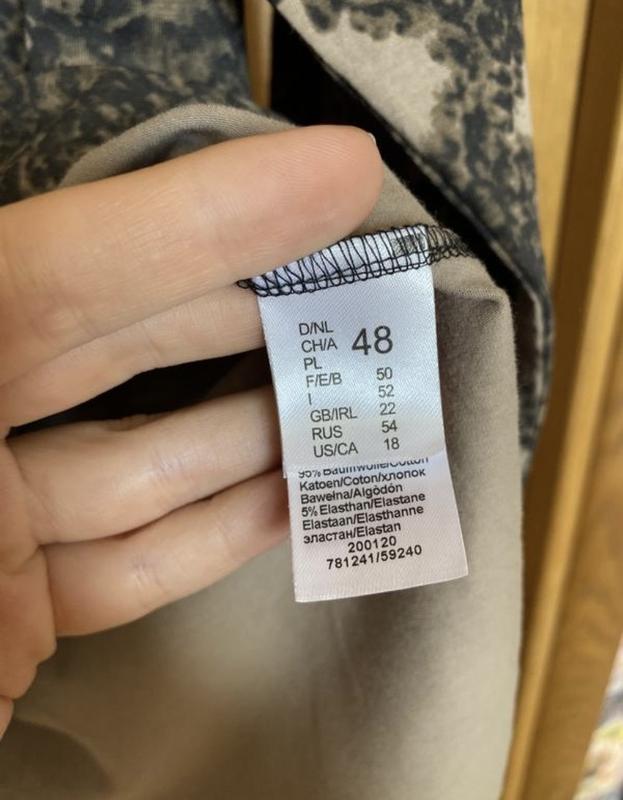 D/NL
CH/A 48
PL
F/E/B 50
I 52
GB/IRL 22
RUS 54
US/CA 18
95% Baumwolle/Cotton
Katoen/Coton/хлопок
Bawełna/Algòdón
5% Elasthan/Elastane
Elastaan/Elasthanne
эластан/Elastan
200120
781241/59240